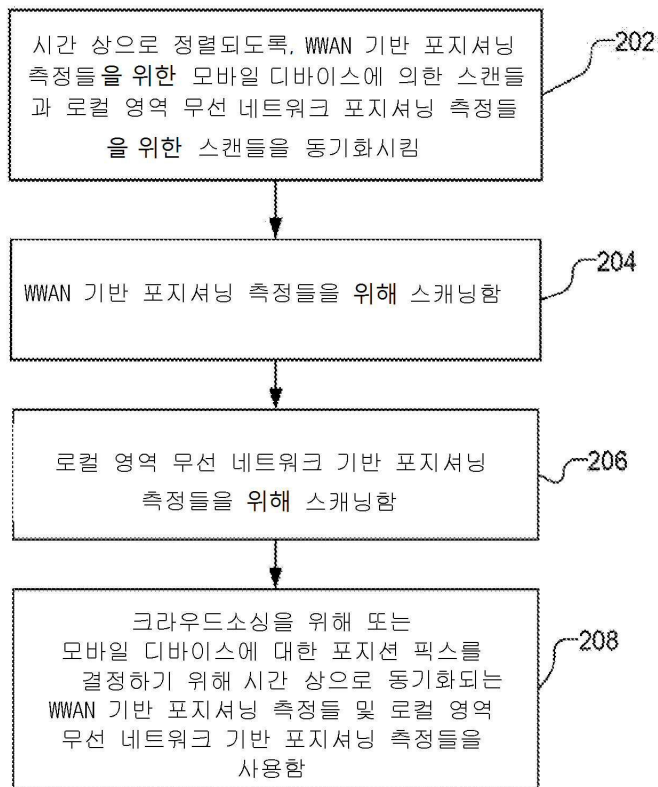 시간 상으로 정렬되도록, WWAN 기반 포지셔닝
측정들을 위한 모바일 디바이스에 의한 스캔들
과 로컬 영역 무선 네트워크 포지셔닝 측정들
을 위한 스캔들을 동기화시킴
202
WWAN 기반 포지셔닝 측정들을 위해 스캐닝함
204
로컬 영역 무선 네트워크 기반 포지셔닝
측정들을 위해 스캐닝함
206
크라우드소싱을 위해 또는
모바일 디바이스에 대한 포지션 픽스를
결정하기 위해 시간 상으로 동기화되는
WWAN 기반 포지셔닝 측정들 및 로컬 영역
무선 네트워크 기반 포지셔닝 측정들을
사용함
208